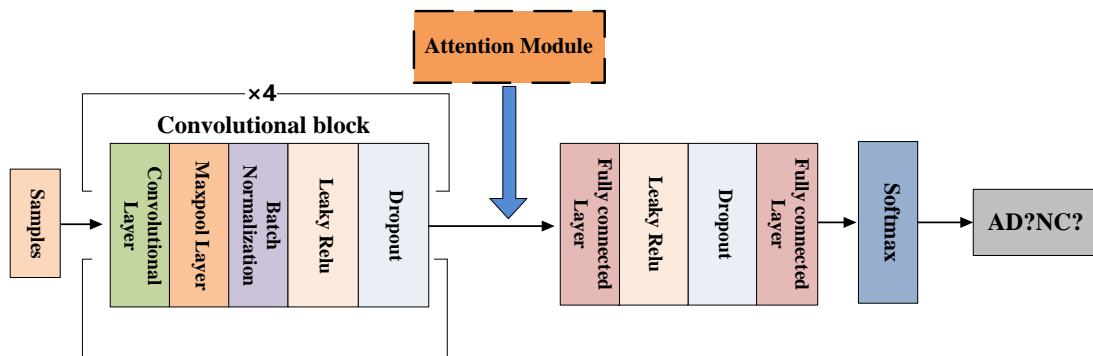 Attention Module
×4
Convolutional block
Samples
Convolutional
Layer
Maxpool Layer
Batch
Normalization
Leaky Relu
Dropout
Fully connected
Layer
Leaky Relu
Dropout
Fully connected
Layer
Softmax
AD?NC?